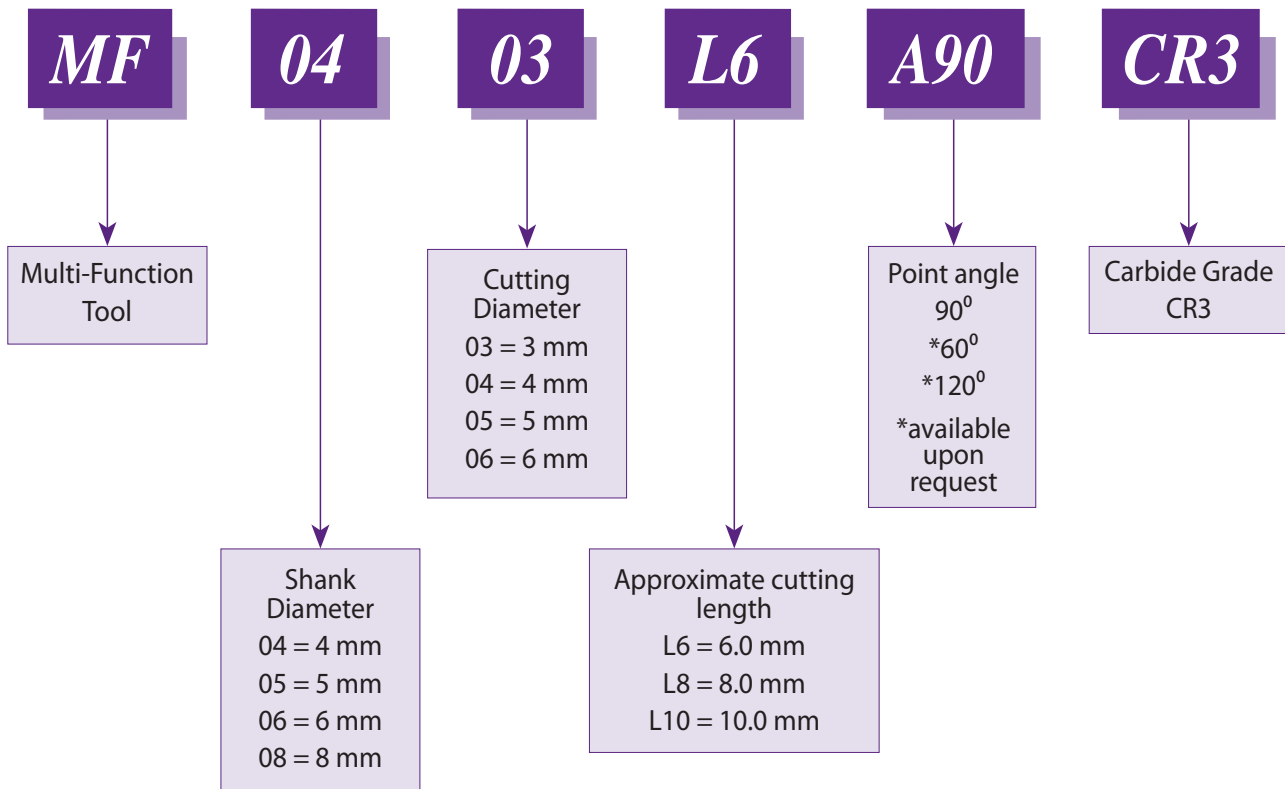 MF
04
03
L6
A90
CR3
Multi-Function
Tool
Shank
Diameter
04 = 4 mm
05 = 5 mm
06 = 6 mm
08 = 8 mm
Cutting
Diameter
03 = 3 mm
04 = 4 mm
05 = 5 mm
06 = 6 mm
Approximate cutting
length
L6 = 6.0 mm
L8 = 8.0 mm
L10 = 10.0 mm
Point angle
90⁰
*60⁰
*120⁰
*available
upon
request
Carbide Grade
CR3